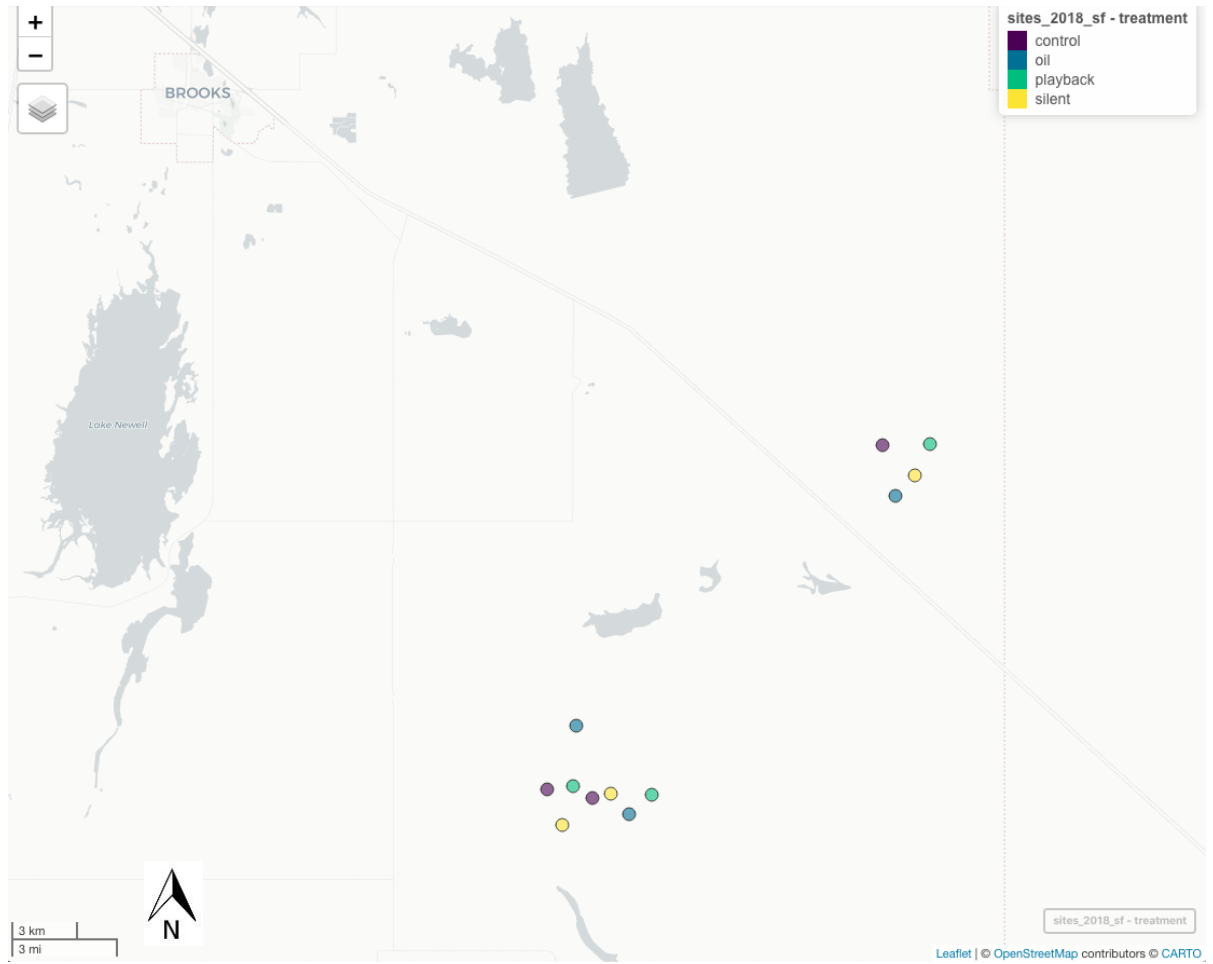 +
−
sites_2018_sf - treatment
control
oil
playback
silent
BROOKS
Lake Newell
N
3 km
3 mi
sites_2018_sf - treatment
Leaflet | © OpenStreetMap contributors © CARTO